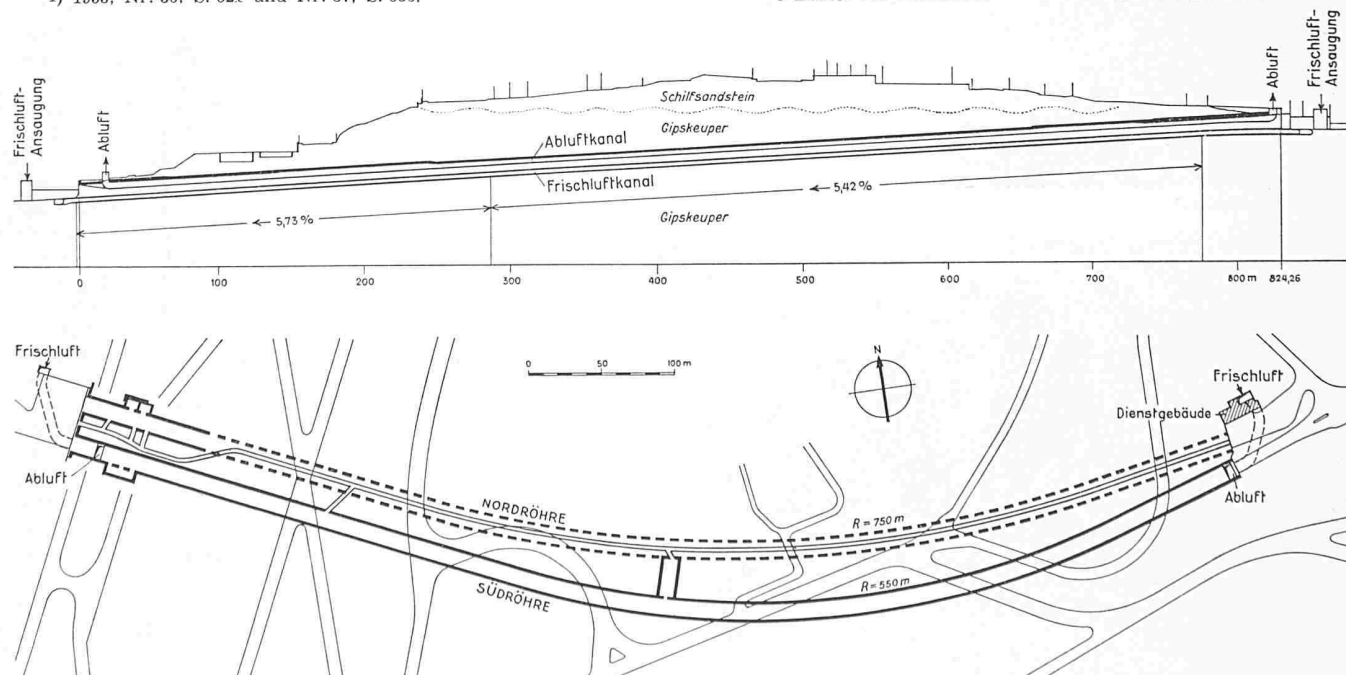 Frischluft-
Ansaugung
Abluft
Schilfsandstein
Gipskeuper
Abluftkanal
Frischluftkanal
Abluft
Frischluft-
Ansaugung
5,73 %
5,42 %
Gipskeuper
0 100 200 300 400 500 600 700 800 m 824,26
Frischluft
0 50 100 m
N
Frischluft
Dienstgebäude
Abluft
Abluft
NORDRÖHRE
R = 750 m
SÜDRÖHRE
R = 550 m